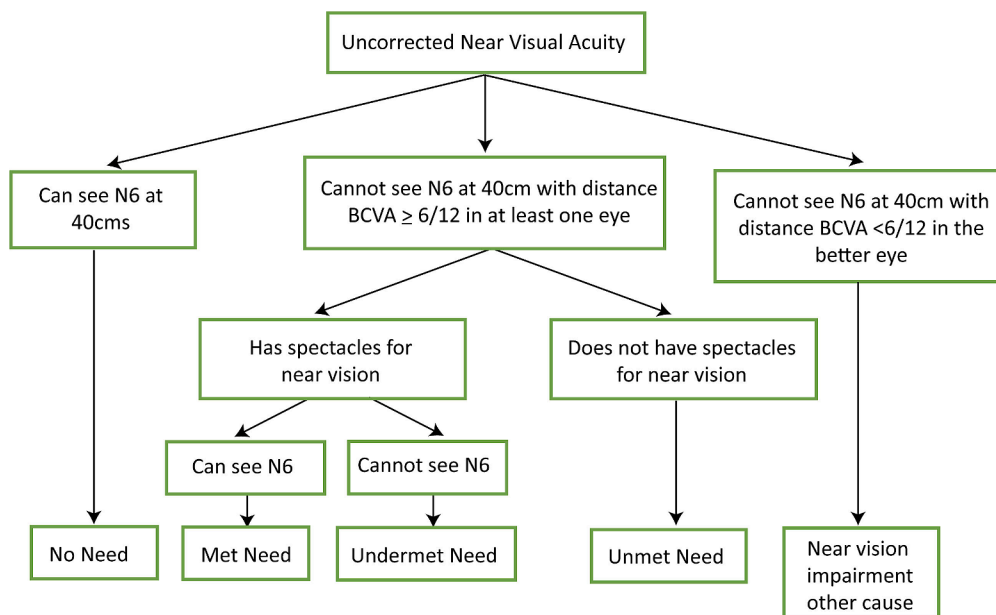 Uncorrected Near Visual Acuity
Can see N6 at
40cms
Cannot see N6 at 40cm with distance
BCVA ≥ 6/12 in at least one eye
Cannot see N6 at 40cm with
distance BCVA <6/12 in the
better eye
Has spectacles for
near vision
Does not have spectacles
for near vision
Can see N6
Cannot see N6
No Need
Met Need
Undermet Need
Unmet Need
Near vision
impairment
other cause